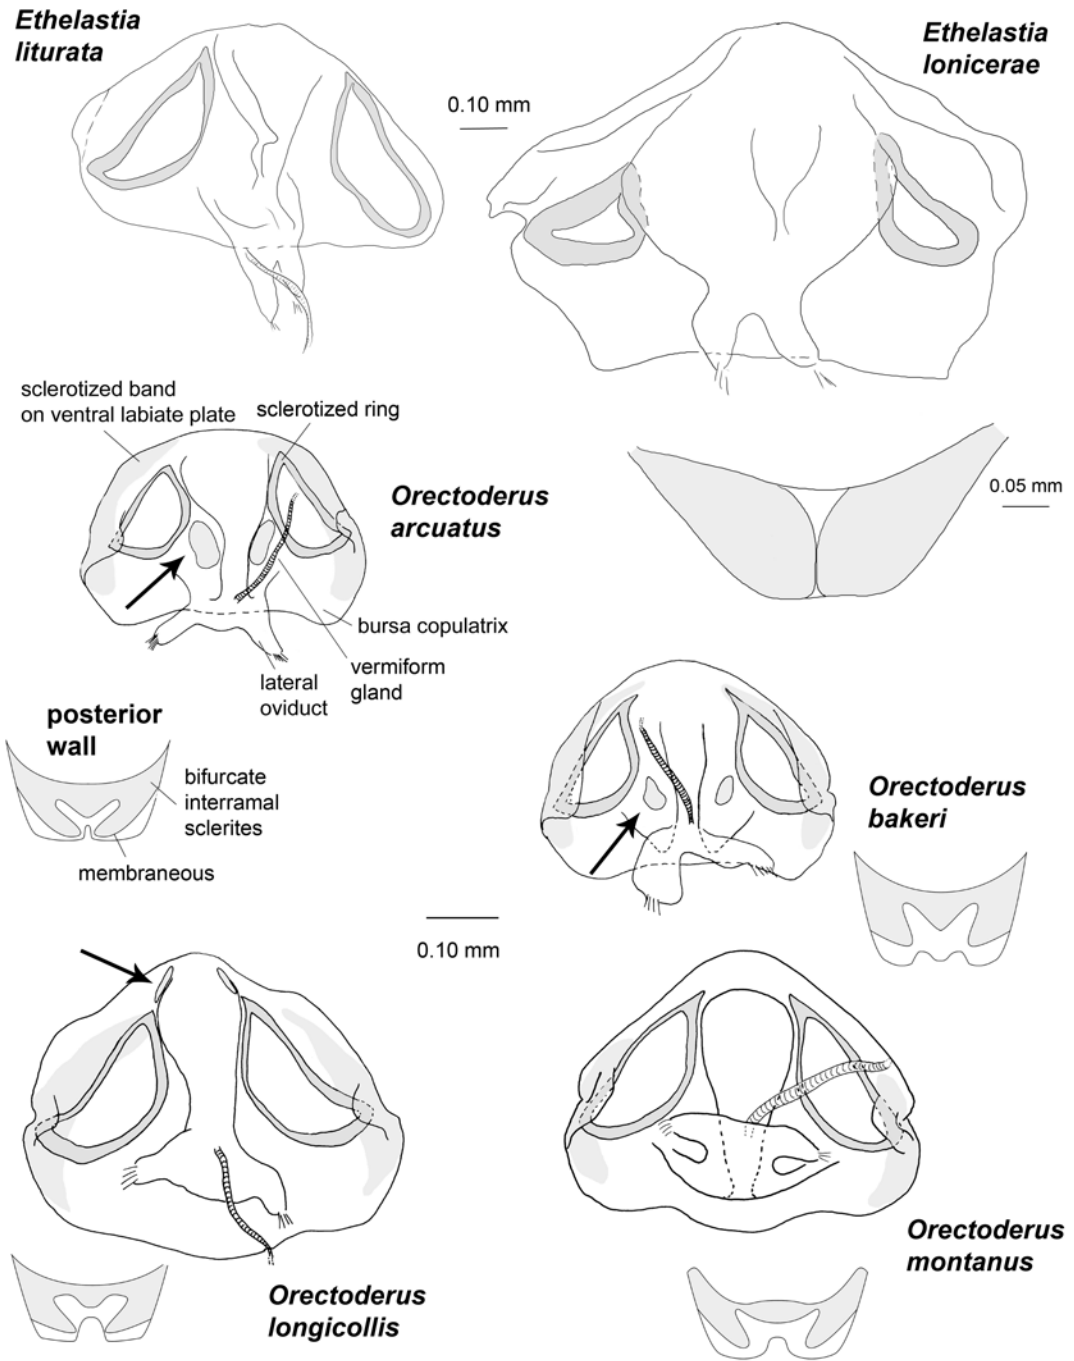 Ethelastia
liturata
0.10 mm
Ethelastia
lonicerae
sclerotized band
on ventral labiate plate
sclerotized ring
Orectoderus
arcuatus
0.05 mm
bursa copulatrix
vermiform
gland
lateral
oviduct
posterior
wall
bifurcate
interramal
sclerites
membraneous
Orectoderus
bakeri
0.10 mm
Orectoderus
longicollis
Orectoderus
montanus